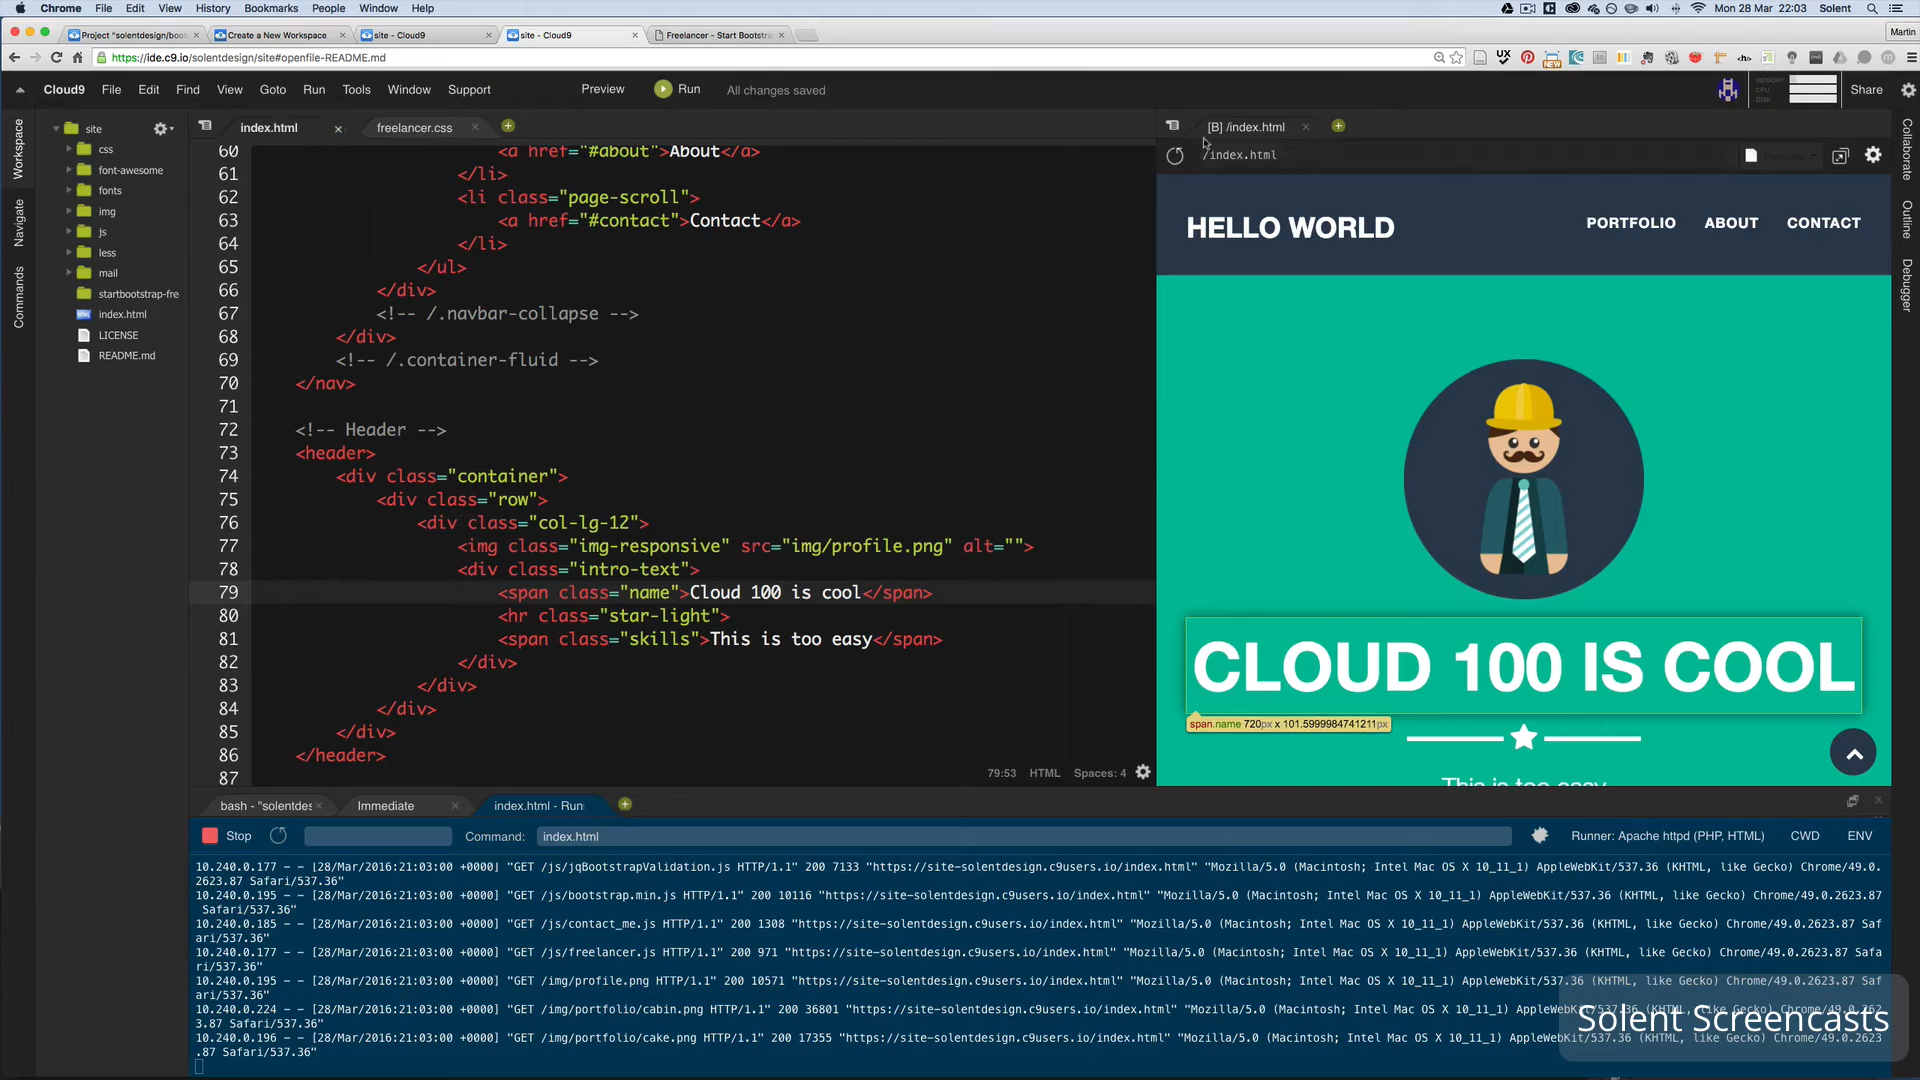 Chrome File Edit View History Bookmarks People Window Help Mon 28 Mar 22:03 Solent
Project "solentdesign/boo Create a New Workspace site - Cloud9 site - Cloud9 Freelancer - Start Bootstra Martin
https://ide.c9.io/solentdesign/site#openfile-README.md
Cloud9 File Edit Find View Goto Run Tools Window Support Preview Run All changes saved MEMORY CPU DISK Share
Workspace
Navigate
Commands
site
css
font-awesome
fonts
img
js
less
mail
startbootstrap-fre
index.html
LICENSE
README.md
index.html freelancer.css
60 <a href="#about">About</a>
61 </li>
62 <li class="page-scroll">
63 <a href="#contact">Contact</a>
64 </li>
65 </ul>
66 </div>
67 <!-- /.navbar-collapse -->
68 </div>
69 <!-- /.container-fluid -->
70 </nav>
71
72 <!-- Header -->
73 <header>
74 <div class="container">
75 <div class="row">
76 <div class="col-lg-12">
77 <img class="img-responsive" src="img/profile.png" alt="">
78 <div class="intro-text">
79 <span class="name">Cloud 100 is cool</span>
80 <hr class="star-light">
81 <span class="skills">This is too easy</span>
82 </div>
83 </div>
84 </div>
85 </div>
86 </header>
87
79:53 HTML Spaces: 4
[B] /index.html
/index.html
HELLO WORLD PORTFOLIO ABOUT CONTACT
CLOUD 100 IS COOL
span.name 720px x 101.5999984741211px
This is too easy
Collaborate
Outline
Debugger
bash - "solentdes Immediate index.html - Run
Stop Command: index.html Runner: Apache httpd (PHP, HTML) CWD ENV
10.240.0.177 - - [28/Mar/2016:21:03:00 +0000] "GET /js/jqBootstrapValidation.js HTTP/1.1" 200 7133 "https://site-solentdesign.c9users.io/index.html" "Mozilla/5.0 (Macintosh; Intel Mac OS X 10_11_1) AppleWebKit/537.36 (KHTML, like Gecko) Chrome/49.0.
2623.87 Safari/537.36"
10.240.0.195 - - [28/Mar/2016:21:03:00 +0000] "GET /js/bootstrap.min.js HTTP/1.1" 200 10116 "https://site-solentdesign.c9users.io/index.html" "Mozilla/5.0 (Macintosh; Intel Mac OS X 10_11_1) AppleWebKit/537.36 (KHTML, like Gecko) Chrome/49.0.2623.87
Safari/537.36"
10.240.0.185 - - [28/Mar/2016:21:03:00 +0000] "GET /js/contact_me.js HTTP/1.1" 200 1308 "https://site-solentdesign.c9users.io/index.html" "Mozilla/5.0 (Macintosh; Intel Mac OS X 10_11_1) AppleWebKit/537.36 (KHTML, like Gecko) Chrome/49.0.2623.87 Saf
ari/537.36"
10.240.0.177 - - [28/Mar/2016:21:03:00 +0000] "GET /js/freelancer.js HTTP/1.1" 200 971 "https://site-solentdesign.c9users.io/index.html" "Mozilla/5.0 (Macintosh; Intel Mac OS X 10_11_1) AppleWebKit/537.36 (KHTML, like Gecko) Chrome/49.0.2623.87 Safa
ri/537.36"
10.240.0.195 - - [28/Mar/2016:21:03:00 +0000] "GET /img/profile.png HTTP/1.1" 200 10571 "https://site-solentdesign.c9users.io/index.html" "Mozilla/5.0 (Macintosh; Intel Mac OS X 10_11_1) AppleWebKit/537.36 (KHTML, like Gecko) Chrome/49.0.2623.87 Saf
ari/537.36"
10.240.0.224 - - [28/Mar/2016:21:03:00 +0000] "GET /img/portfolio/cabin.png HTTP/1.1" 200 36801 "https://site-solentdesign.c9users.io/index.html" "Mozilla/5.0 (Macintosh; Intel Mac OS X 10_11_1) AppleWebKit/537.36 (KHTML, like Gecko) Chrome/49.0.262
3.87 Safari/537.36"
10.240.0.196 - - [28/Mar/2016:21:03:00 +0000] "GET /img/portfolio/cake.png HTTP/1.1" 200 17355 "https://site-solentdesign.c9users.io/index.html" "Mozilla/5.0 (Macintosh; Intel Mac OS X 10_11_1) AppleWebKit/537.36 (KHTML, like Gecko) Chrome/49.0.2623
.87 Safari/537.36"
Solent Screencasts